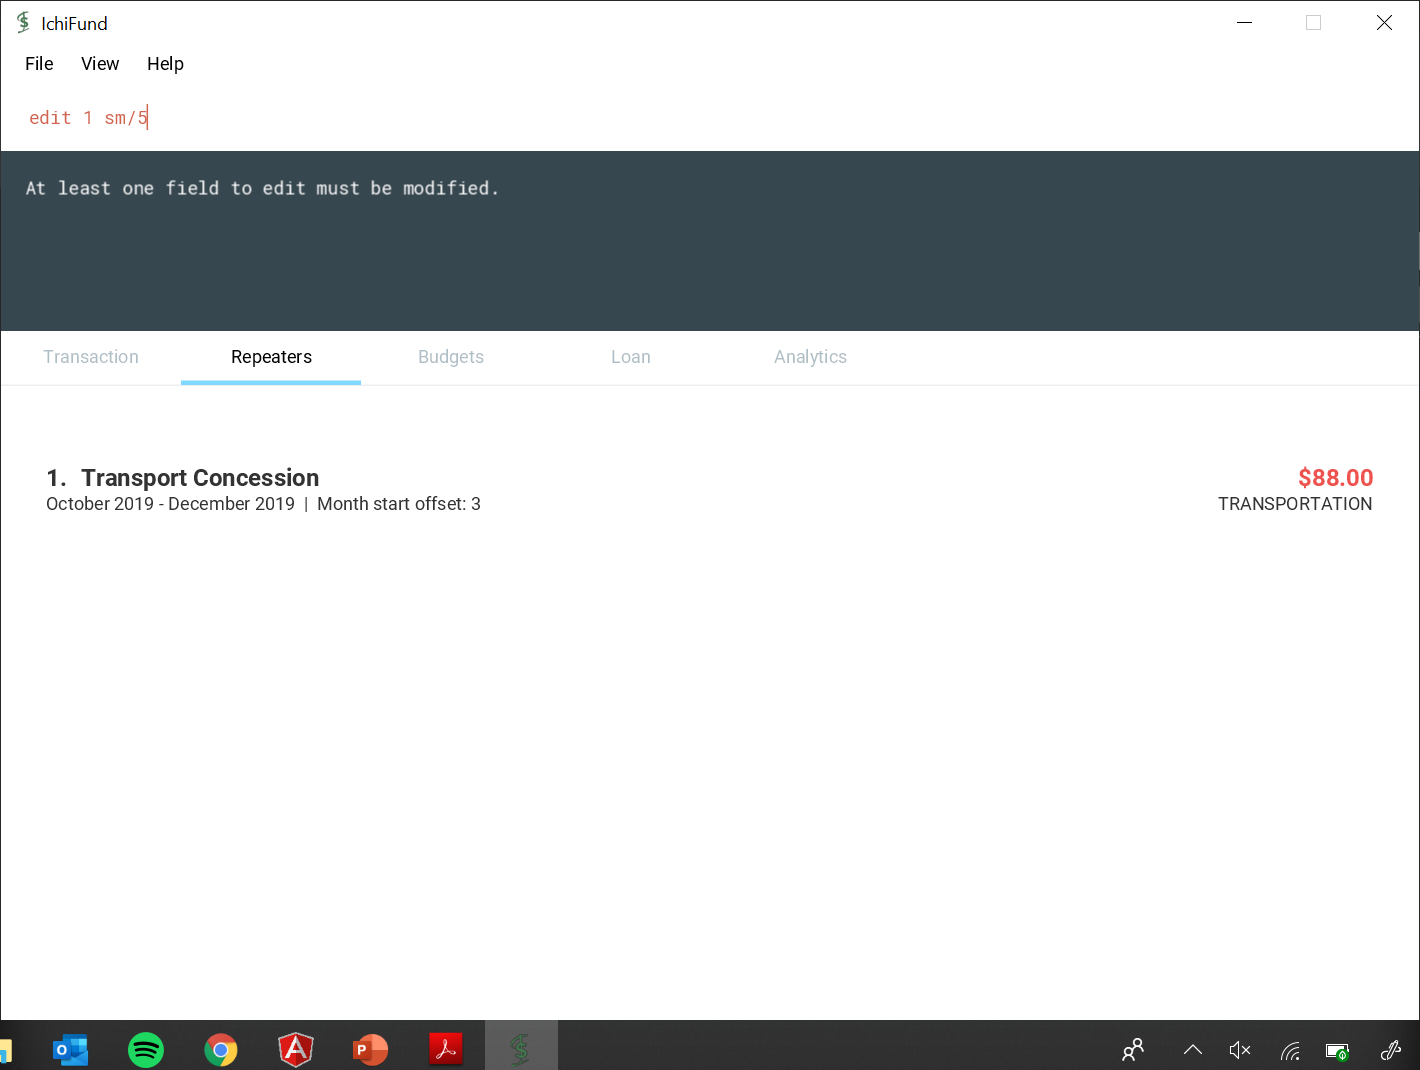 IchiFund
File View Help
edit 1 sm/5
At least one field to edit must be modified.
Transaction Repeaters Budgets Loan Analytics
1. Transport Concession $88.00
October 2019 - December 2019 | Month start offset: 3 TRANSPORTATION